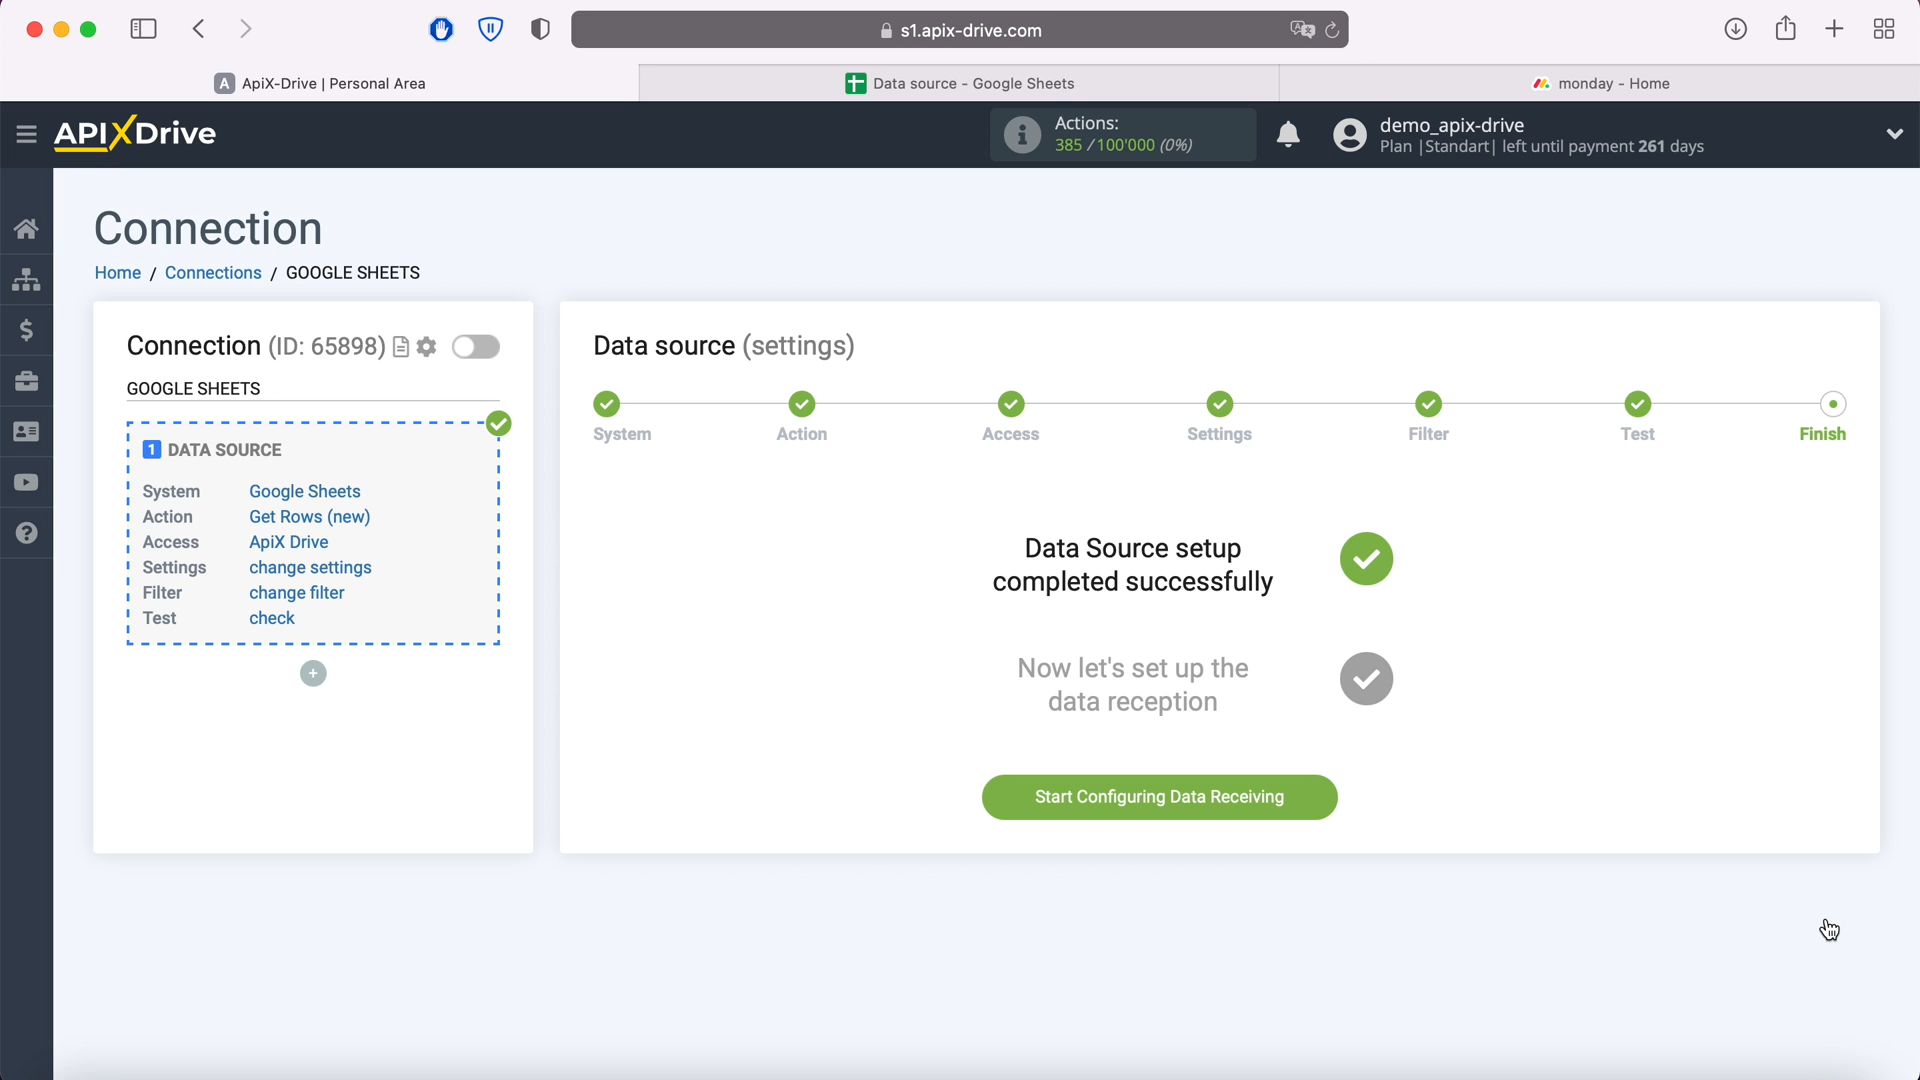 s1.apix-drive.com
A ApiX-Drive | Personal Area
Data source - Google Sheets
monday - Home
API X Drive
Actions:
385 / 100'000 (0%)
demo_apix-drive
Plan |Standart| left until payment 261 days
Connection
Home / Connections / GOOGLE SHEETS
Connection (ID: 65898)
GOOGLE SHEETS
1 DATA SOURCE
System Google Sheets
Action Get Rows (new)
Access ApiX Drive
Settings change settings
Filter change filter
Test check
Data source (settings)
System Action Access Settings Filter Test Finish
Data Source setup
completed successfully
Now let's set up the
data reception
Start Configuring Data Receiving